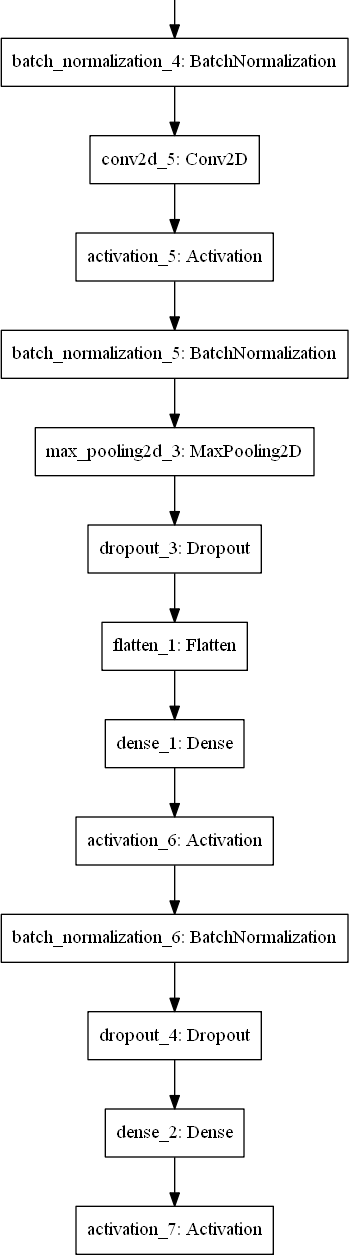 batch_normalization_4: BatchNormalization
conv2d_5: Conv2D
activation_5: Activation
batch_normalization_5: BatchNormalization
max_pooling2d_3: MaxPooling2D
dropout_3: Dropout
flatten_1: Flatten
dense_1: Dense
activation_6: Activation
batch_normalization_6: BatchNormalization
dropout_4: Dropout
dense_2: Dense
activation_7: Activation